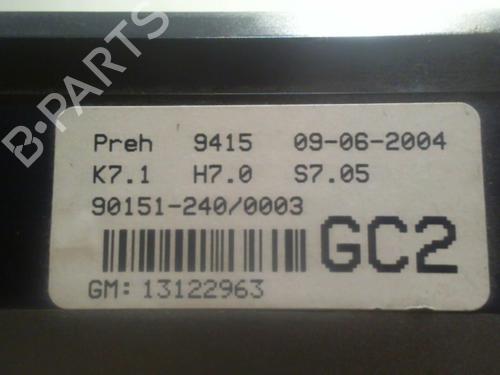 B-PARTS
Preh 9415 09-06-2004
K7.1 H7.0 S7.05
90151-240/0003
GC2
GM: 13122963